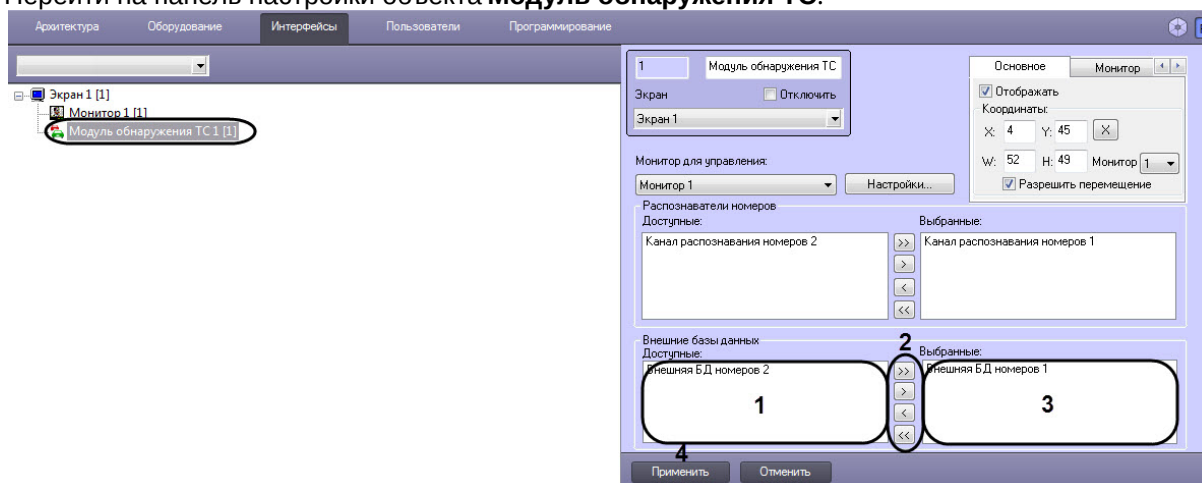 Перейти на панель настройки объекта Модуль обнаружения ТС.
Архитектура Оборудование Интерфейсы Пользователи Программирование
Экран 1 [1]
Монитор 1 [1]
Модуль обнаружения ТС 1 [1]
1 Модуль обнаружения ТС
Экран Отключить
Экран 1
Основное Монитор
Отображать
Координаты:
X: 4 Y: 45 X
W: 52 H: 49 Монитор 1
Разрешить перемещение
Монитор для управления:
Монитор 1 Настройки...
Распознаватели номеров
Доступные: Выбранные:
Канал распознавания номеров 2 >> Канал распознавания номеров 1
>
<
<<
Внешние базы данных
Доступные: 2 Выбранные:
Внешняя БД номеров 2 >> Внешняя БД номеров 1
>
1 < 3
<<
4
Применить Отменить